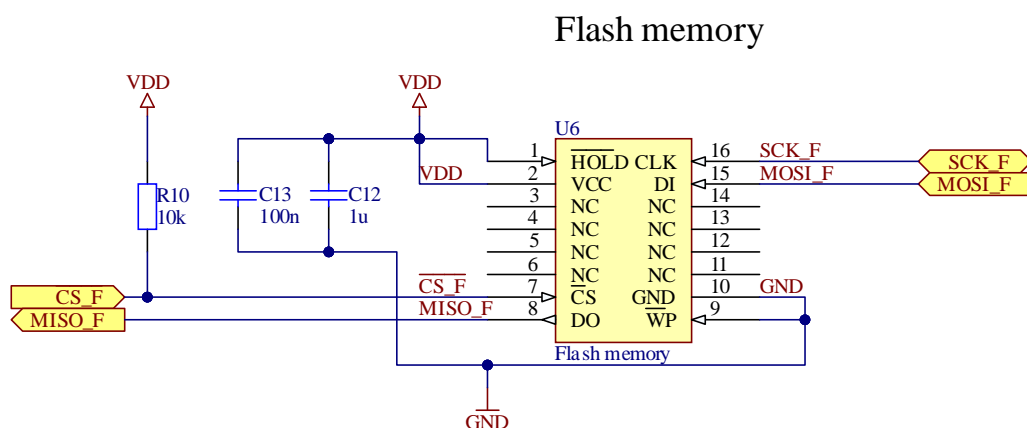 Flash memory
VDD
VDD
U6
1
HOLD
CLK
16
SCK_F
SCK_F
VDD
2
VCC
DI
15
MOSI_F
MOSI_F
R10
10k
C13
100n
C12
1u
3
NC
NC
14
4
NC
NC
13
5
NC
NC
12
6
NC
NC
11
CS_F
CS_F
7
CS
GND
10
GND
MISO_F
MISO_F
8
DO
WP
9
Flash memory
GND